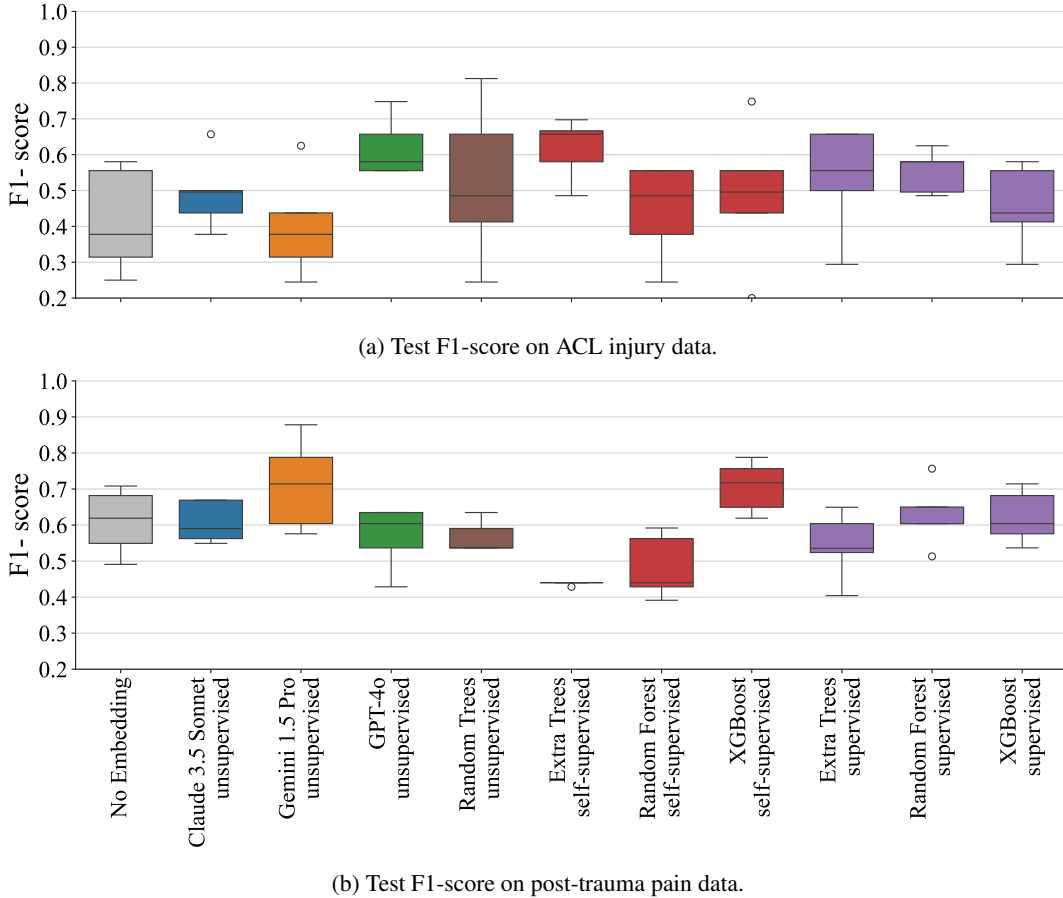 1.0
0.9
0.8
0.7
0.6
0.5
0.4
0.3
0.2
F1- score
(a) Test F1-score on ACL injury data.
1.0
0.9
0.8
0.7
0.6
0.5
0.4
0.3
0.2
F1- score
No Embedding
Claude 3.5 Sonnet
unsupervised
Gemini 1.5 Pro
unsupervised
GPT-4o
unsupervised
Random Trees
unsupervised
Extra Trees
self-supervised
Random Forest
self-supervised
XGBoost
self-supervised
Extra Trees
supervised
Random Forest
supervised
XGBoost
supervised
(b) Test F1-score on post-trauma pain data.